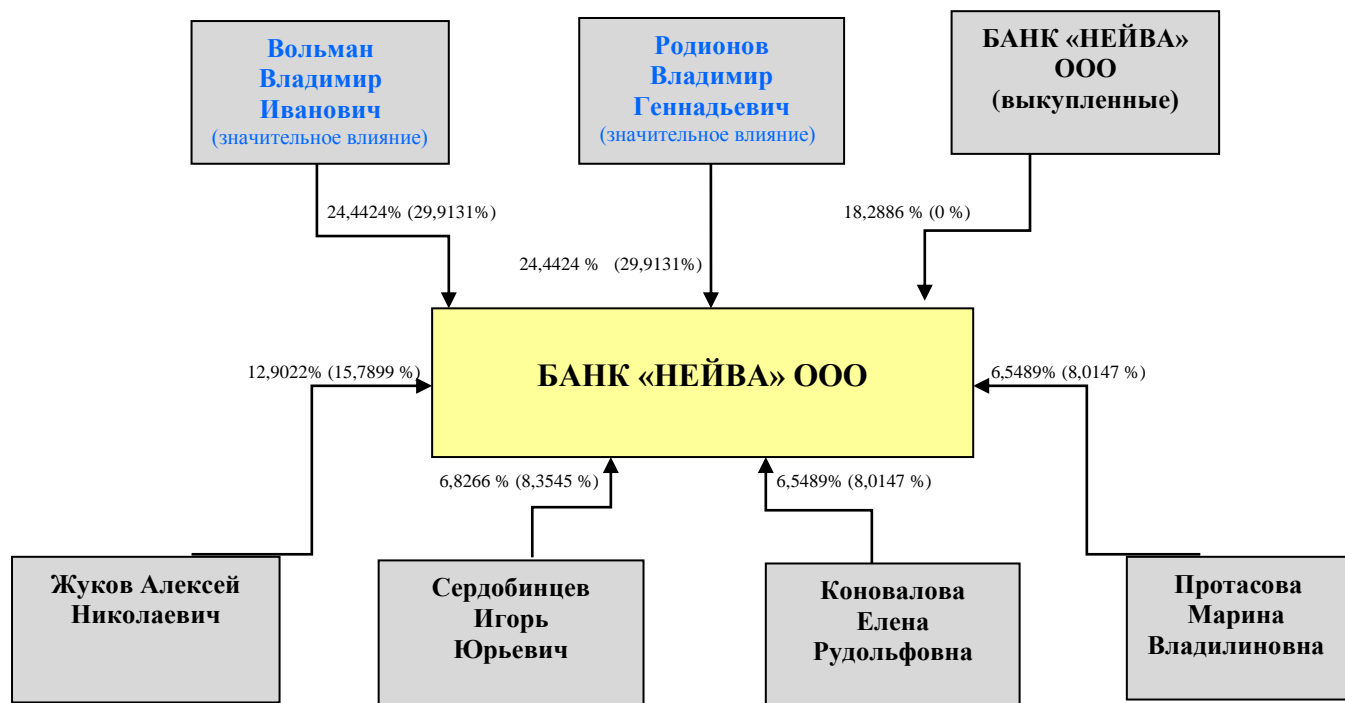 Вольман
Владимир
Иванович
(значительное влияние)
Родионов
Владимир
Геннадьевич
(значительное влияние)
БАНК «НЕЙВА»
ООО
(выкупленные)
24,4424% (29,9131%)
24,4424 % (29,9131%)
18,2886 % (0 %)
БАНК «НЕЙВА» ООО
12,9022% (15,7899 %)
6,5489% (8,0147 %)
6,8266 % (8,3545 %)
6,5489% (8,0147 %)
Жуков Алексей
Николаевич
Сердобинцев
Игорь
Юрьевич
Коновалова
Елена
Рудольфовна
Протасова
Марина
Владилиновна